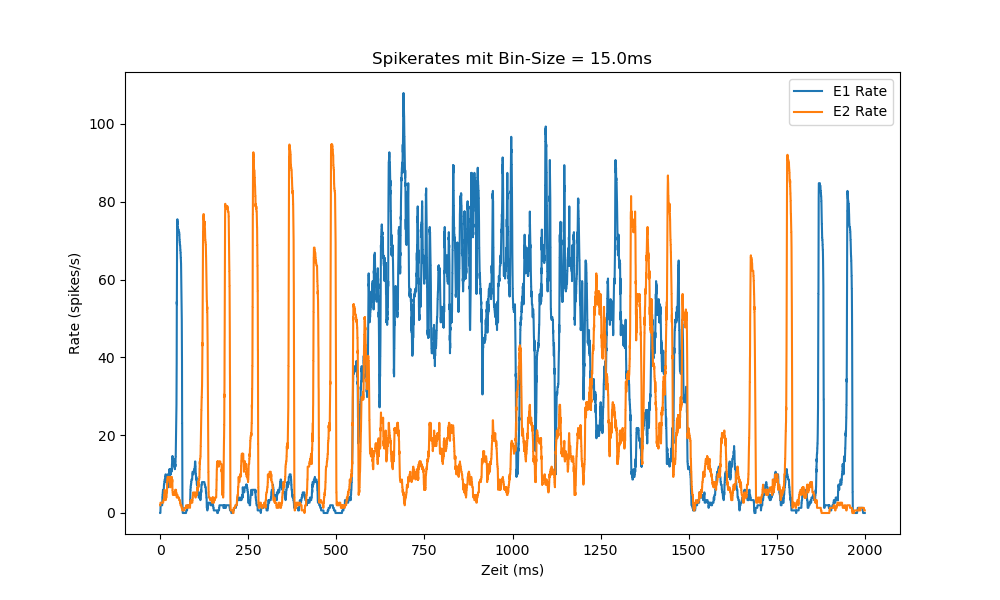 Spikerates mit Bin-Size = 15.0ms
E1 Rate
E2 Rate
100
80
60
40
20
0
Rate (spikes/s)
0 250 500 750 1000 1250 1500 1750 2000
Zeit (ms)